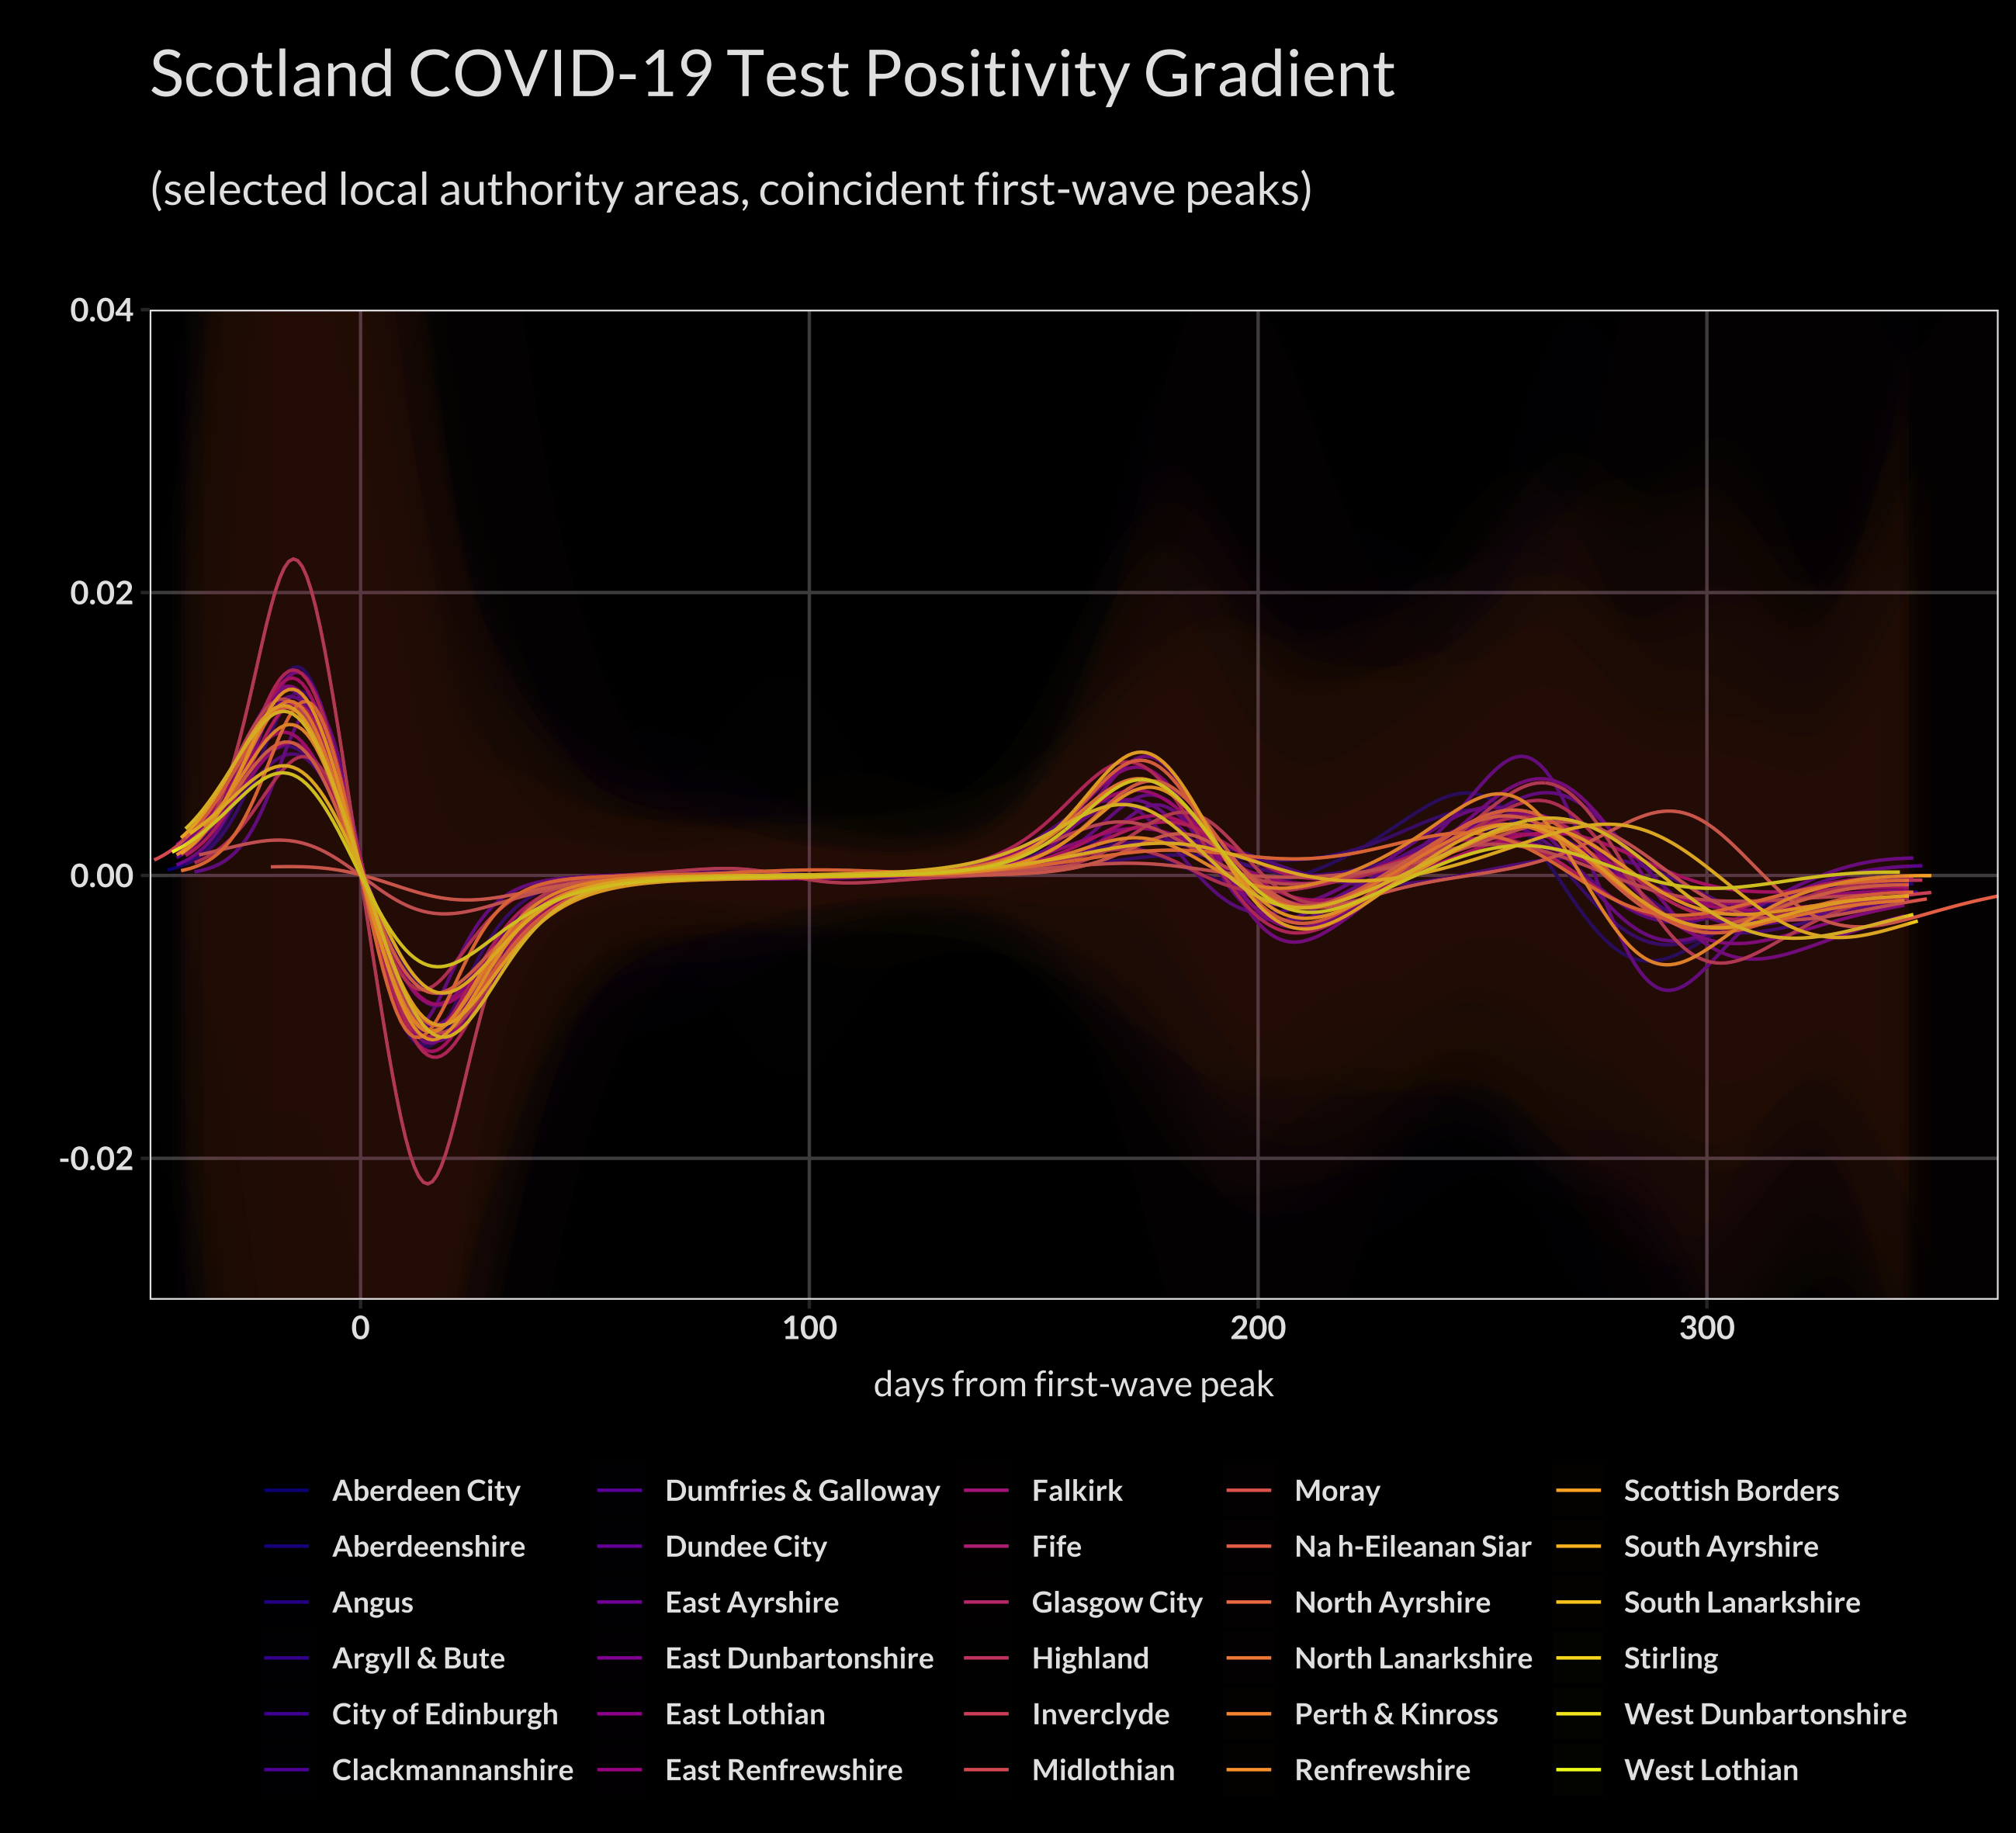 Scotland COVID-19 Test Positivity Gradient
(selected local authority areas, coincident first-wave peaks)
0.04
0.02
0.00
-0.02
0 100 200 300
days from first-wave peak
Aberdeen City Dumfries & Galloway Falkirk Moray Scottish Borders
Aberdeenshire Dundee City Fife Na h-Eileanan Siar South Ayrshire
Angus East Ayrshire Glasgow City North Ayrshire South Lanarkshire
Argyll & Bute East Dunbartonshire Highland North Lanarkshire Stirling
City of Edinburgh East Lothian Inverclyde Perth & Kinross West Dunbartonshire
Clackmannanshire East Renfrewshire Midlothian Renfrewshire West Lothian